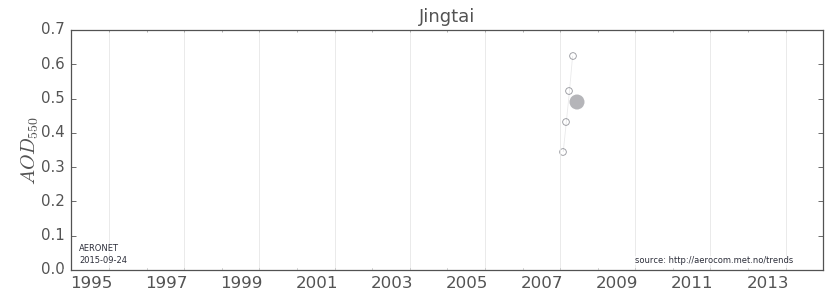 Jingtai
0.7
0.6
0.5
0.4
0.3
0.2
0.1
0.0
AOD550
AERONET
2015-09-24
source: http://aerocom.met.no/trends
1995 1997 1999 2001 2003 2005 2007 2009 2011 2013